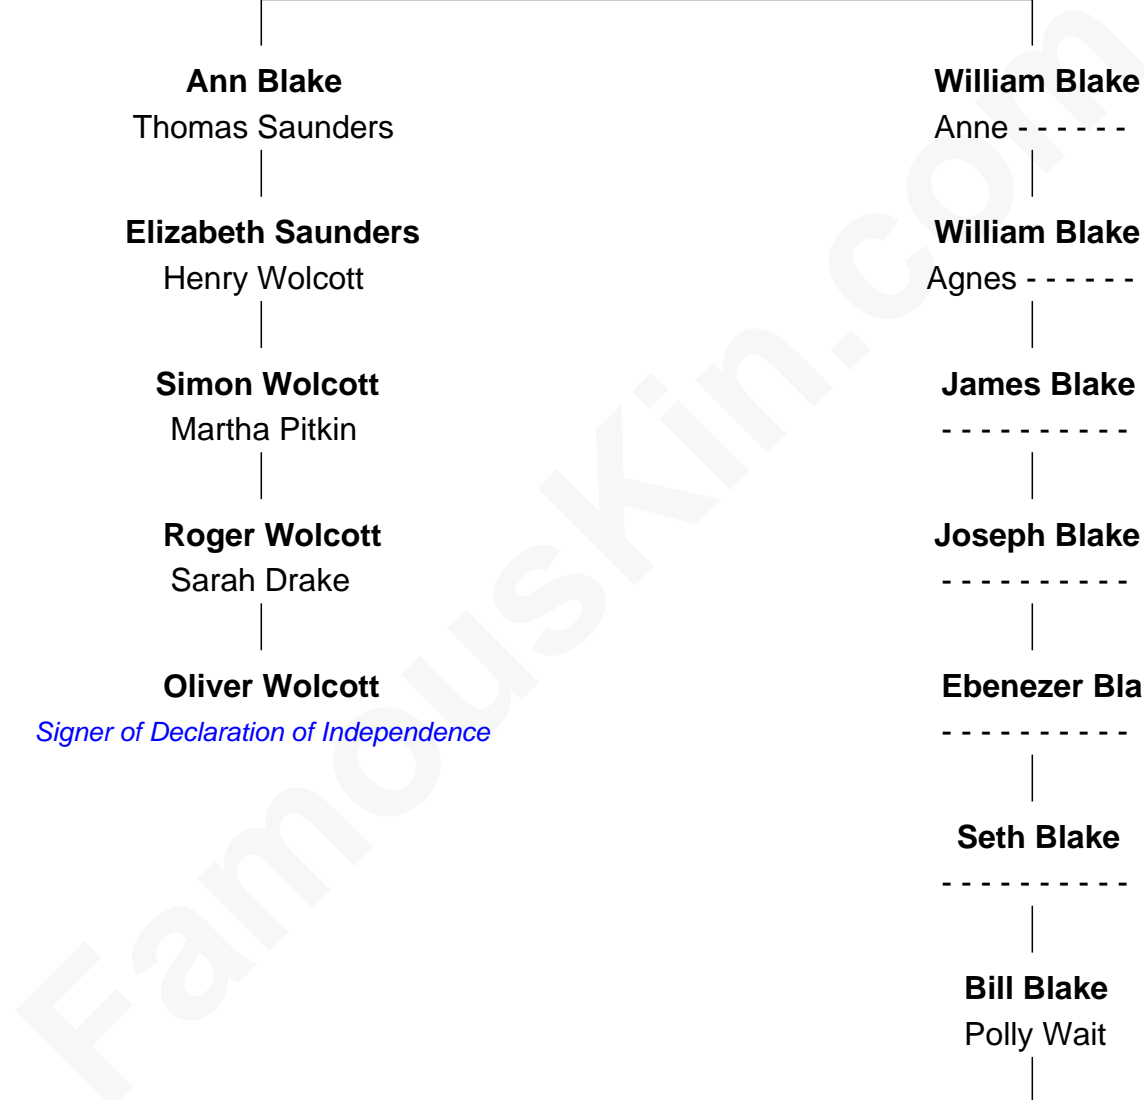 Ann Blake
Thomas Saunders
Elizabeth Saunders
Henry Wolcott
Simon Wolcott
Martha Pitkin
Roger Wolcott
Sarah Drake
Oliver Wolcott
Signer of Declaration of Independence
William Blake
Anne - - - - - -
William Blake
Agnes - - - - - -
James Blake
- - - - - - - - - -
Joseph Blake
- - - - - - - - - -
Ebenezer Bla
- - - - - - - - - -
Seth Blake
- - - - - - - - - -
Bill Blake
Polly Wait
FamousKin.com